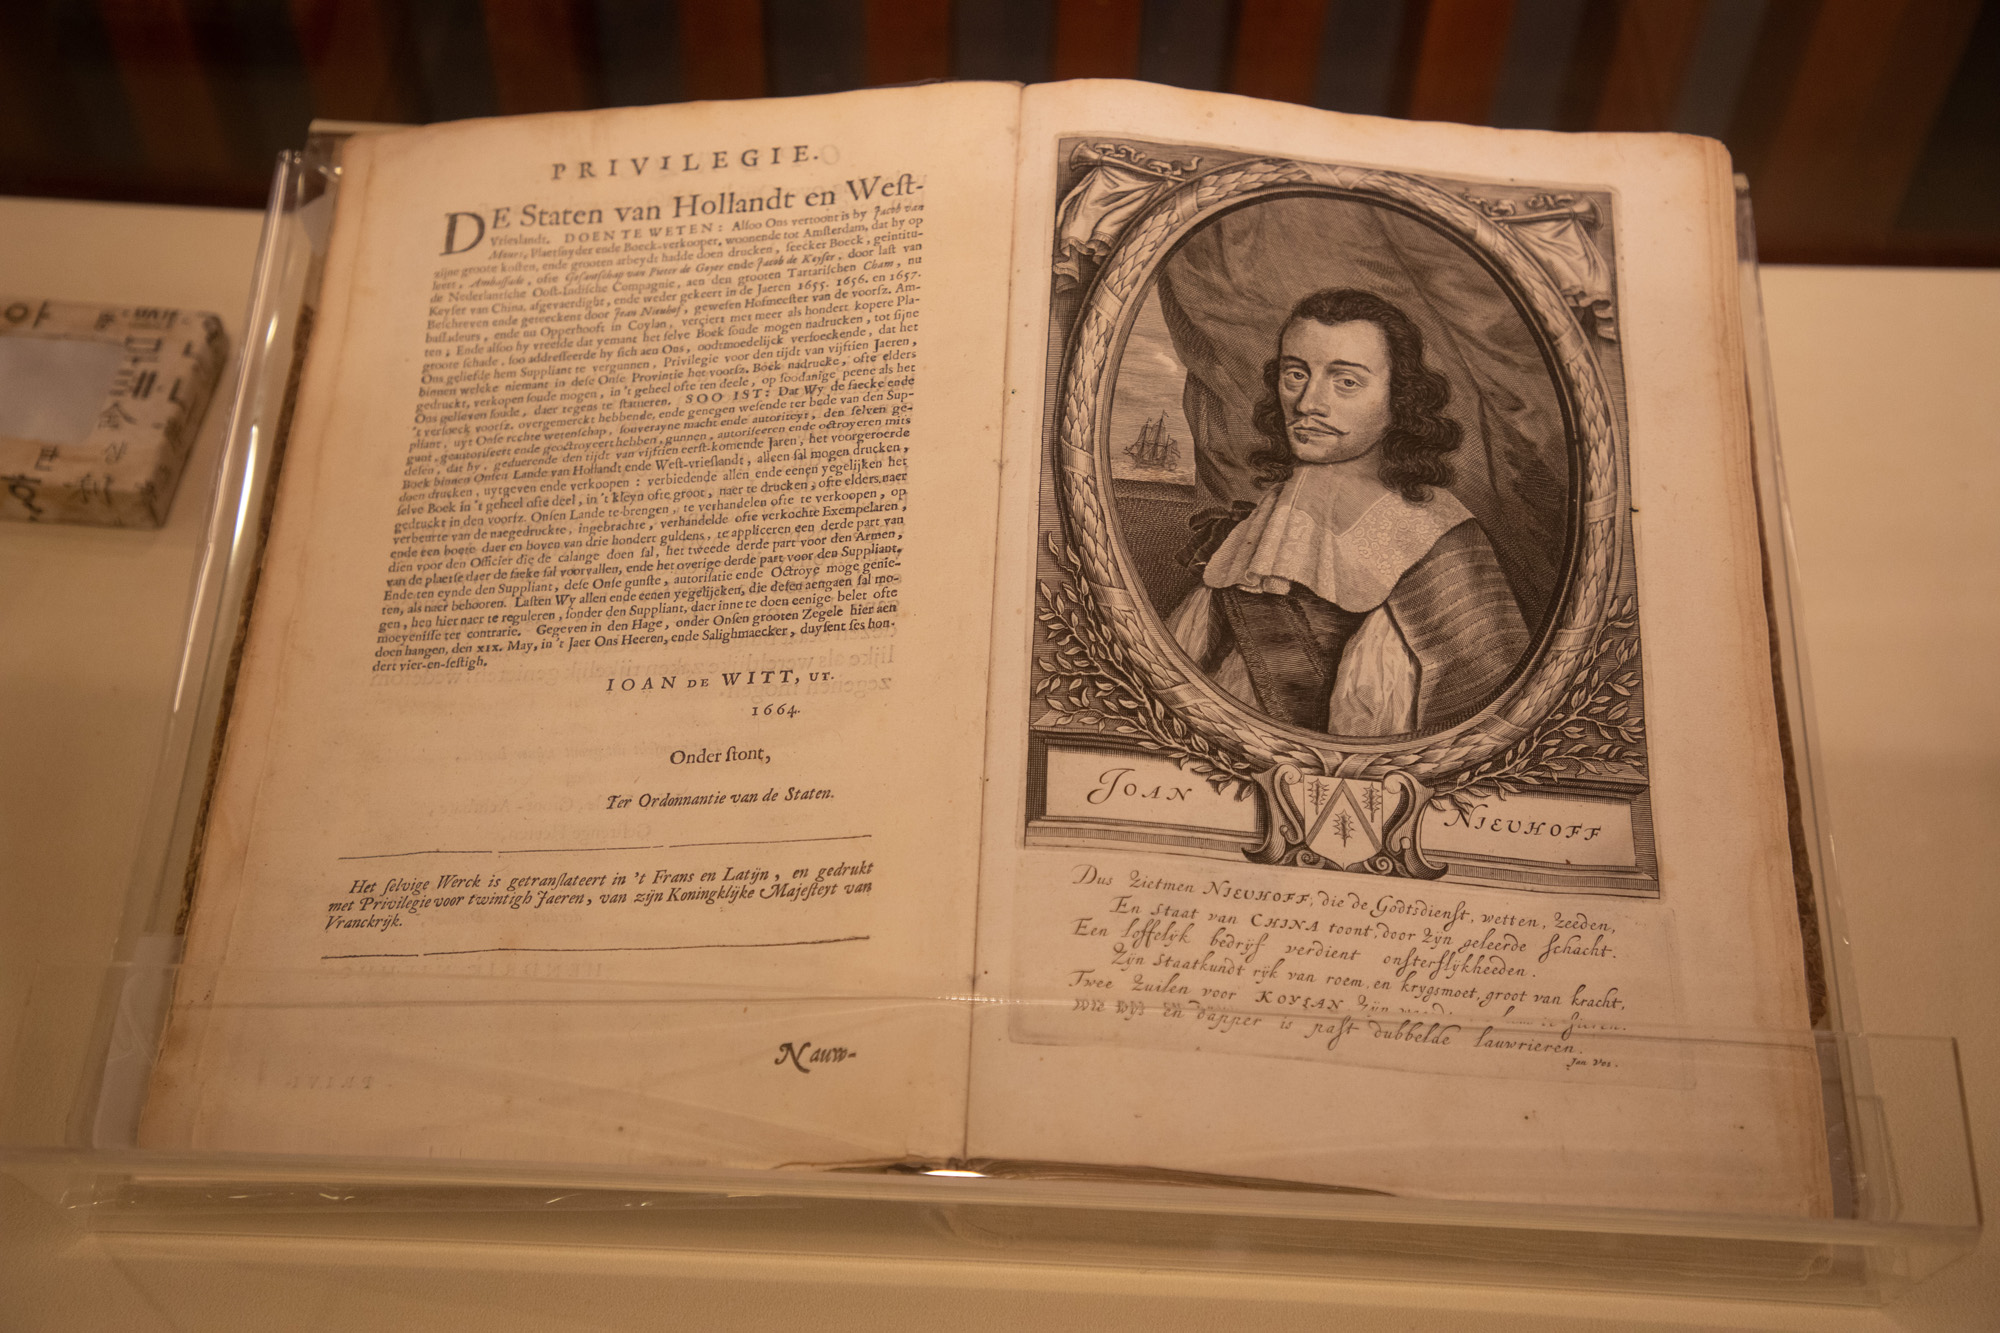 PRIVILEGIE.
DE Staten van Hollandt en West-
Vrieslandt. DOEN TE WETEN: Alsoo Ons vertoont is by Jacob van
Meurs, Plaetsnyder ende Boeck-verkooper, woonende tot Amsterdam, dat hy op
zijne groote kosten, ende grooten arbeydt hadde doen drucken, seecker Boeck, geintitu-
leert, Ambassade, ofte Gesantschap van Pieter de Goyer ende Jacob de Keyser, door last van
de Nederlantsche Oost-Indische Compagnie, aen den grooten Tartarischen Cham, nu
Keyser van China, afgevaerdight, ende weder gekeert in de Jaeren 1655. 1656. en 1657.
Beschreven ende geteeckent door Jean Nieuhof, gewesen Hofmeester van de voorsz. Am-
bassadeurs, ende nu Opperhooft in Coylan, verçiert met meer als hondert kopere Pla-
ten; Ende alsoo hy vreesde dat yemant het selve Boek soude mogen nadrucken, tot sijne
groote schade, soo addresseerde hy sich aen Ons, ootmoedelijck versoeckende, dat het
Ons geliefde hem Suppliant te vergunnen, Privilegie voor den tijdt van vijftien Jaeren,
binnen welcke niemant in dese Onse Provintie het voorsz. Boek nadrucke, ofte elders
gedruckt, verkopen soude mogen, in 't geheel ofte ten deele, op soodanige peene als het
Ons gelieven soude, daer tegens te statueren. SOO IST: Dat Wy de saecke ende
't versoeck voorsz. overgemerckt hebbende, ende genegen wesende ter bede van den Sup-
pliant, uyt Onse rechte wetenschap, souverayne macht ende autoriteyt, den selven ge-
gunt, geautoriseert ende geoctroyeert hebben, gunnen, autoriseeren ende octroyeren mits
desen, dat hy, geduerende den tijdt van vijftien eerst-komende Jaren, het voorgeroerde
Boek binnen Onsen Lande van Hollandt ende West-vrieslandt, alleen sal mogen drucken,
doen drucken, uytgeven ende verkoopen: verbiedende allen ende eenen yegelijken het
selve Boek in 't geheel ofte deel, in 't kleyn ofte groot, naer te drucken, ofte elders naer
gedruckt in den voorsz. Onsen Lande te brengen, te verhandelen ofte te verkoopen, op
verbeurte van de naegedruckte, ingebrachte, verhandelde ofte verkochte Exempelaren,
ende een boete daer en boven van drie hondert guldens, te appliceren een derde part van
dien voor den Officier die de calange doen sal, het tweede derde part voor den Armen,
van de plaetse daer de saeke sal voorvallen, ende het overige derde part voor den Suppliant,
Ende ten eynde den Suppliant, dese Onse gunste, autorisatie ende Octroye moge genie-
ten, als naer behooren. Lasten Wy allen ende eenen yegelijcken, die desen aengaen sal mo-
gen, hen hier naer te reguleren, sonder den Suppliant, daer inne te doen eenige belet ofte
moeyenisse ter contrarie. Gegeven in den Hage, onder Onsen grooten Zegele hier aen
doen hangen, den XIX. May, in 't Jaer Ons Heeren, ende Salighmaecker, duysent ses hon-
dert vier-en-sestigh.
IOAN DE WITT, UT.
1664.
Onder stont,
Ter Ordonnantie van de Staten.
Het selvige Werck is getranslateert in 't Frans en Latijn, en gedrukt
met Privilegie voor twintigh Jaeren, van zijn Koningklijke Majesteyt van
Vranckrijk.
Nauw-
JOAN NIEUHOFF
Dus zietmen NIEUHOFF, die de Godtsdienst, wetten, zeeden,
En staat van CHINA toont, door zyn geleerde schacht.
Een loffelyk bedryf verdient onsterflykheeden.
Zyn staatkundt ryk van roem, en krygsmoet, groot van kracht,
Twee zuilen voor KOYLAN zyn
Wie wys en dapper is past dubbelde lauwrieren.
Jan Vos.